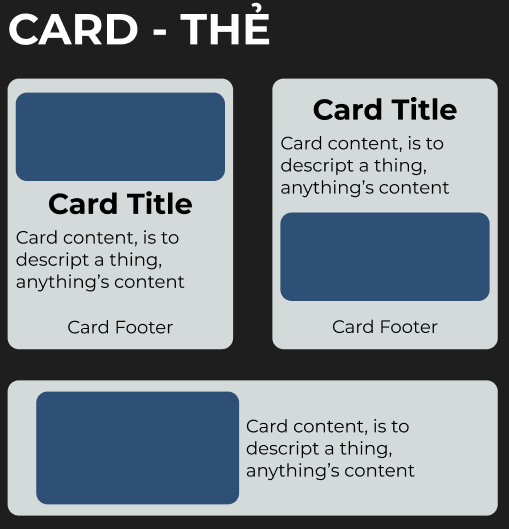 CARD - THẺ
Card Title
Card content, is to
descript a thing,
anything's content
Card Footer
Card Title
Card content, is to
descript a thing,
anything's content
Card Footer
Card content, is to
descript a thing,
anything's content